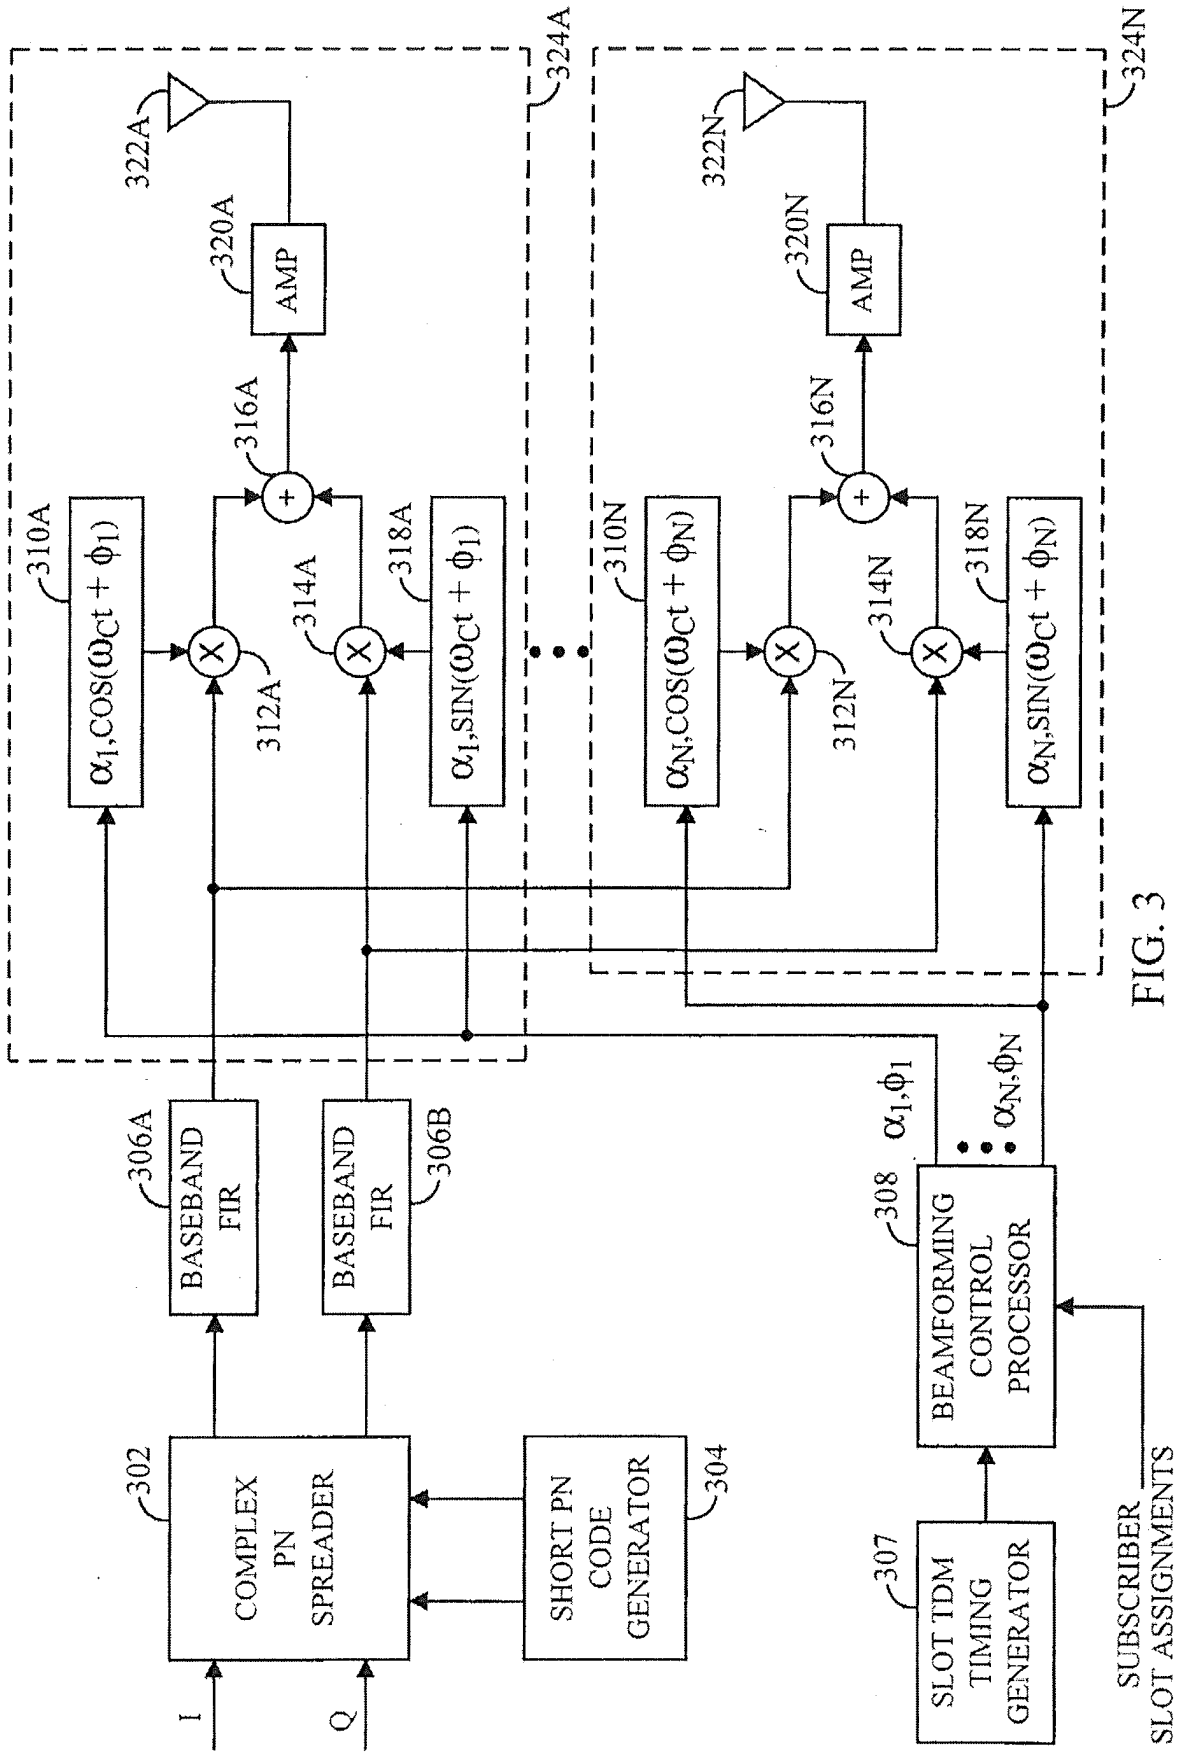 I
Q
302
COMPLEX
PN
SPREADER
SHORT PN
CODE
GENERATOR
304
306A
BASEBAND
FIR
BASEBAND
FIR
306B
307
SLOT TDM
TIMING
GENERATOR
308
BEAMFORMING
CONTROL
PROCESSOR
SUBSCRIBER
SLOT ASSIGNMENTS
α1,ϕ1
αN,ϕN
310A
α1,COS(ωCt + ϕ1)
312A
314A
X
X
318A
α1,SIN(ωCt + ϕ1)
316A
+
320A
AMP
322A
324A
310N
αN,COS(ωCt + ϕN)
312N
314N
X
X
318N
αN,SIN(ωCt + ϕN)
316N
+
320N
AMP
322N
324N
FIG. 3